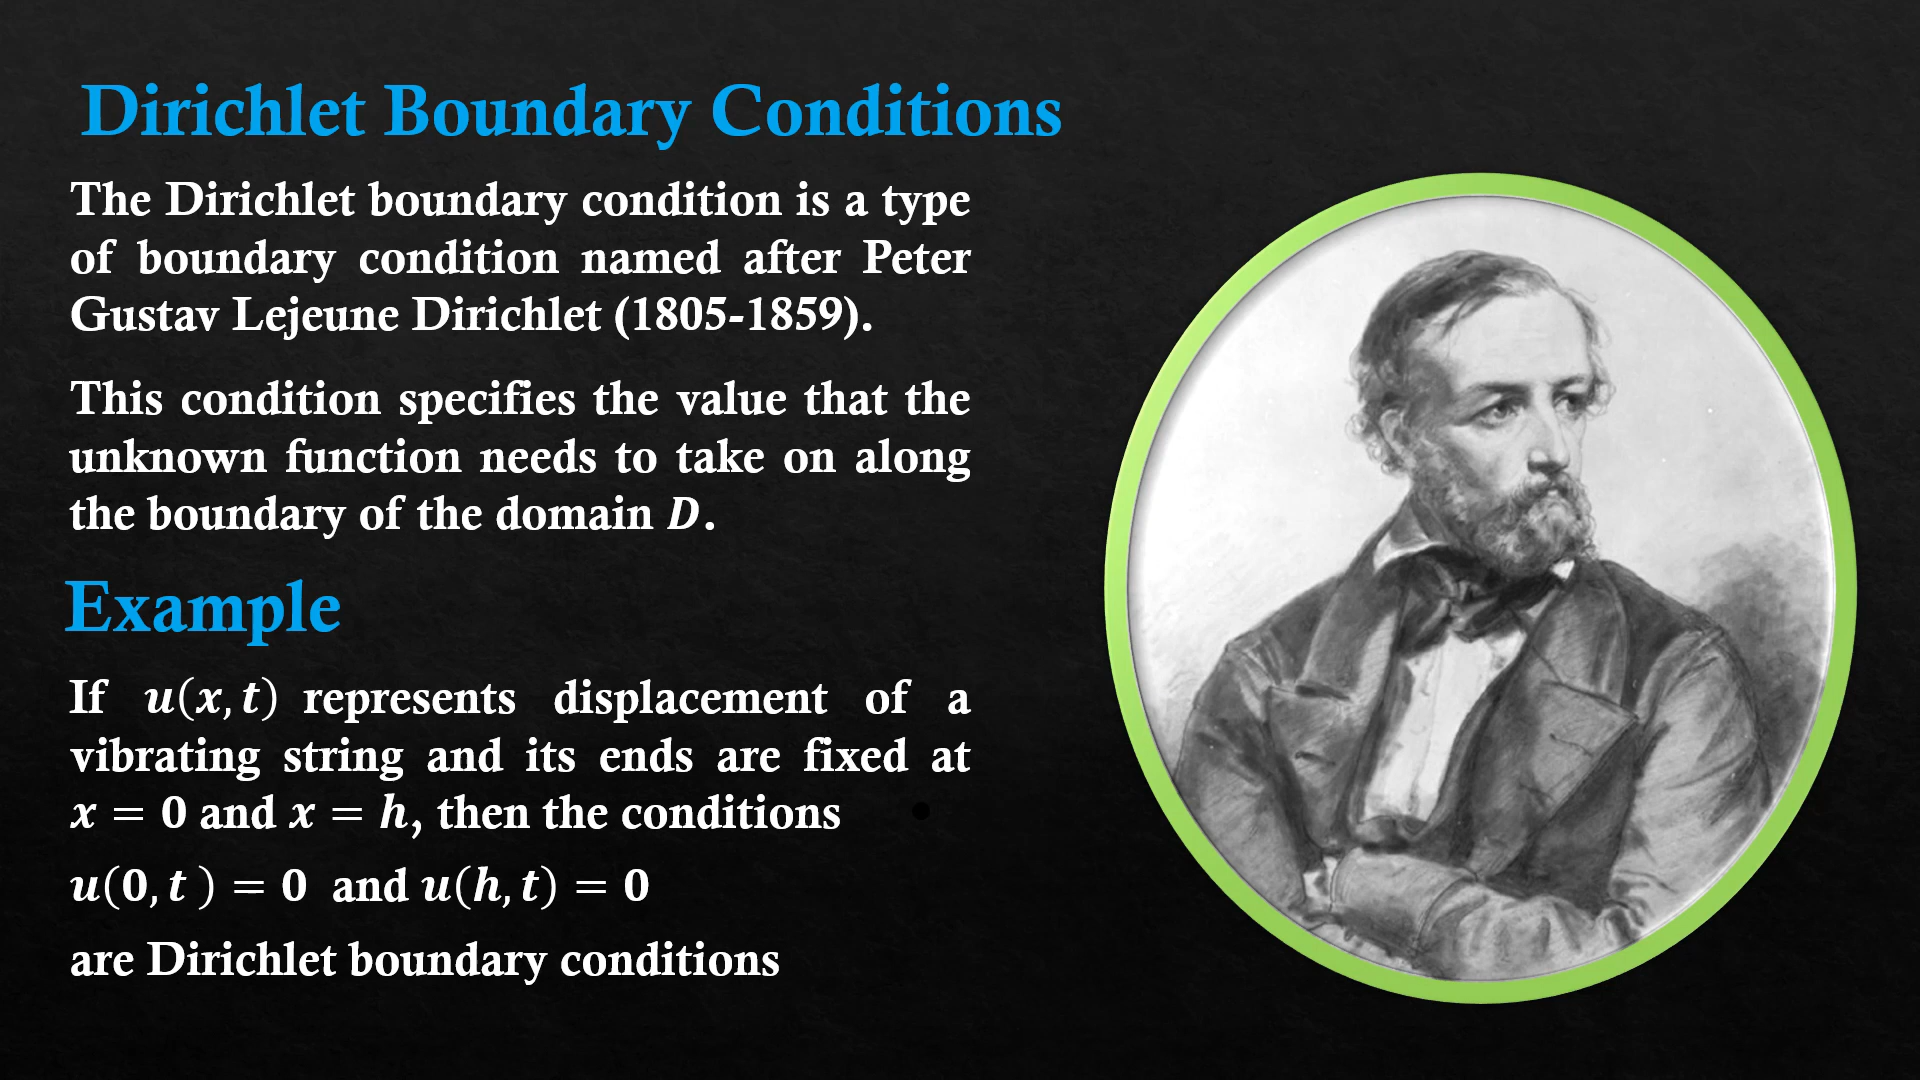 Dirichlet Boundary Conditions
The Dirichlet boundary condition is a type
of boundary condition named after Peter
Gustav Lejeune Dirichlet (1805-1859).
This condition specifies the value that the
unknown function needs to take on along
the boundary of the domain D.
Example
If u(x, t) represents displacement of a
vibrating string and its ends are fixed at
x = 0 and x = h, then the conditions
u(0, t ) = 0 and u(h, t) = 0
are Dirichlet boundary conditions